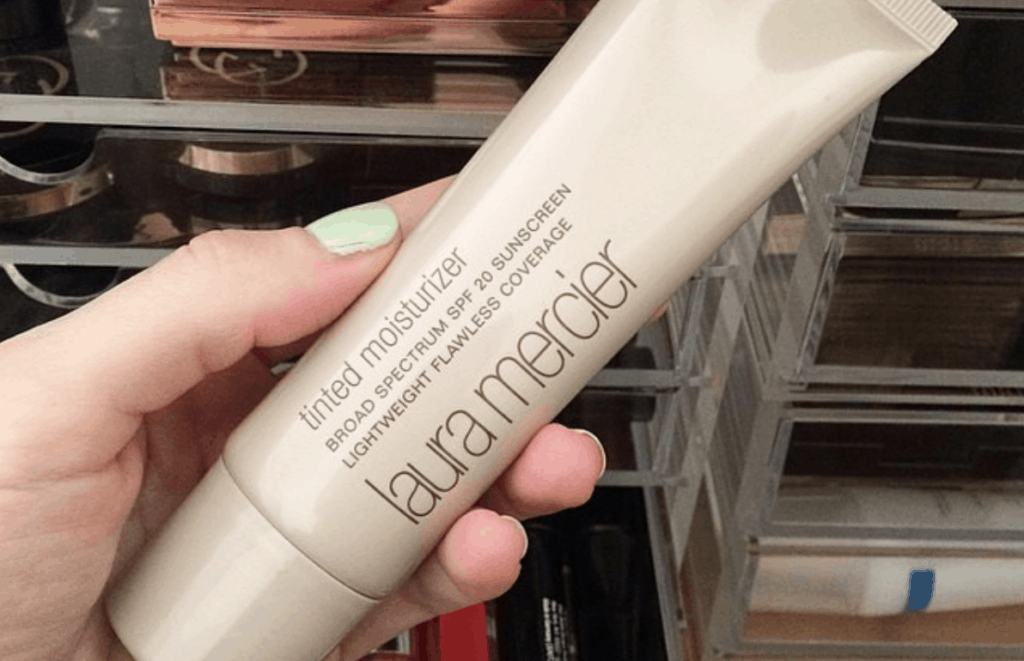 tinted moisturizer
BROAD SPECTRUM SPF 20 SUNSCREEN
LIGHTWEIGHT FLAWLESS COVERAGE
laura mercier